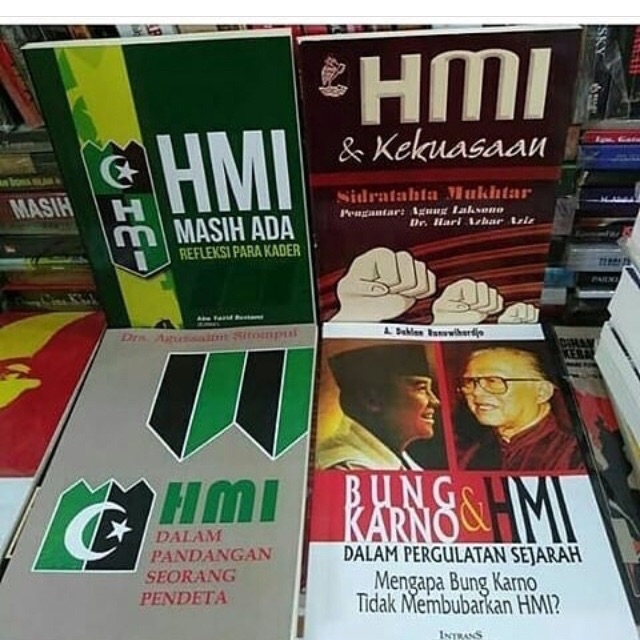 HMI
MASIH ADA
REFLEKSI PARA KADER
HMI
HMI
& Kekuasaan
Sidratahta Mukhtar
Pengantar: Agung Laksono
Dr. Hari Azhar Aziz
MASIH
Drs. Agussalim Sitompul
HMI
DALAM
PANDANGAN
SEORANG
PENDETA
A. Dahlan Ranuwihardjo
BUNG
KARNO & HMI
DALAM PERGULATAN SEJARAH
Mengapa Bung Karno
Tidak Membubarkan HMI?
INTRANS